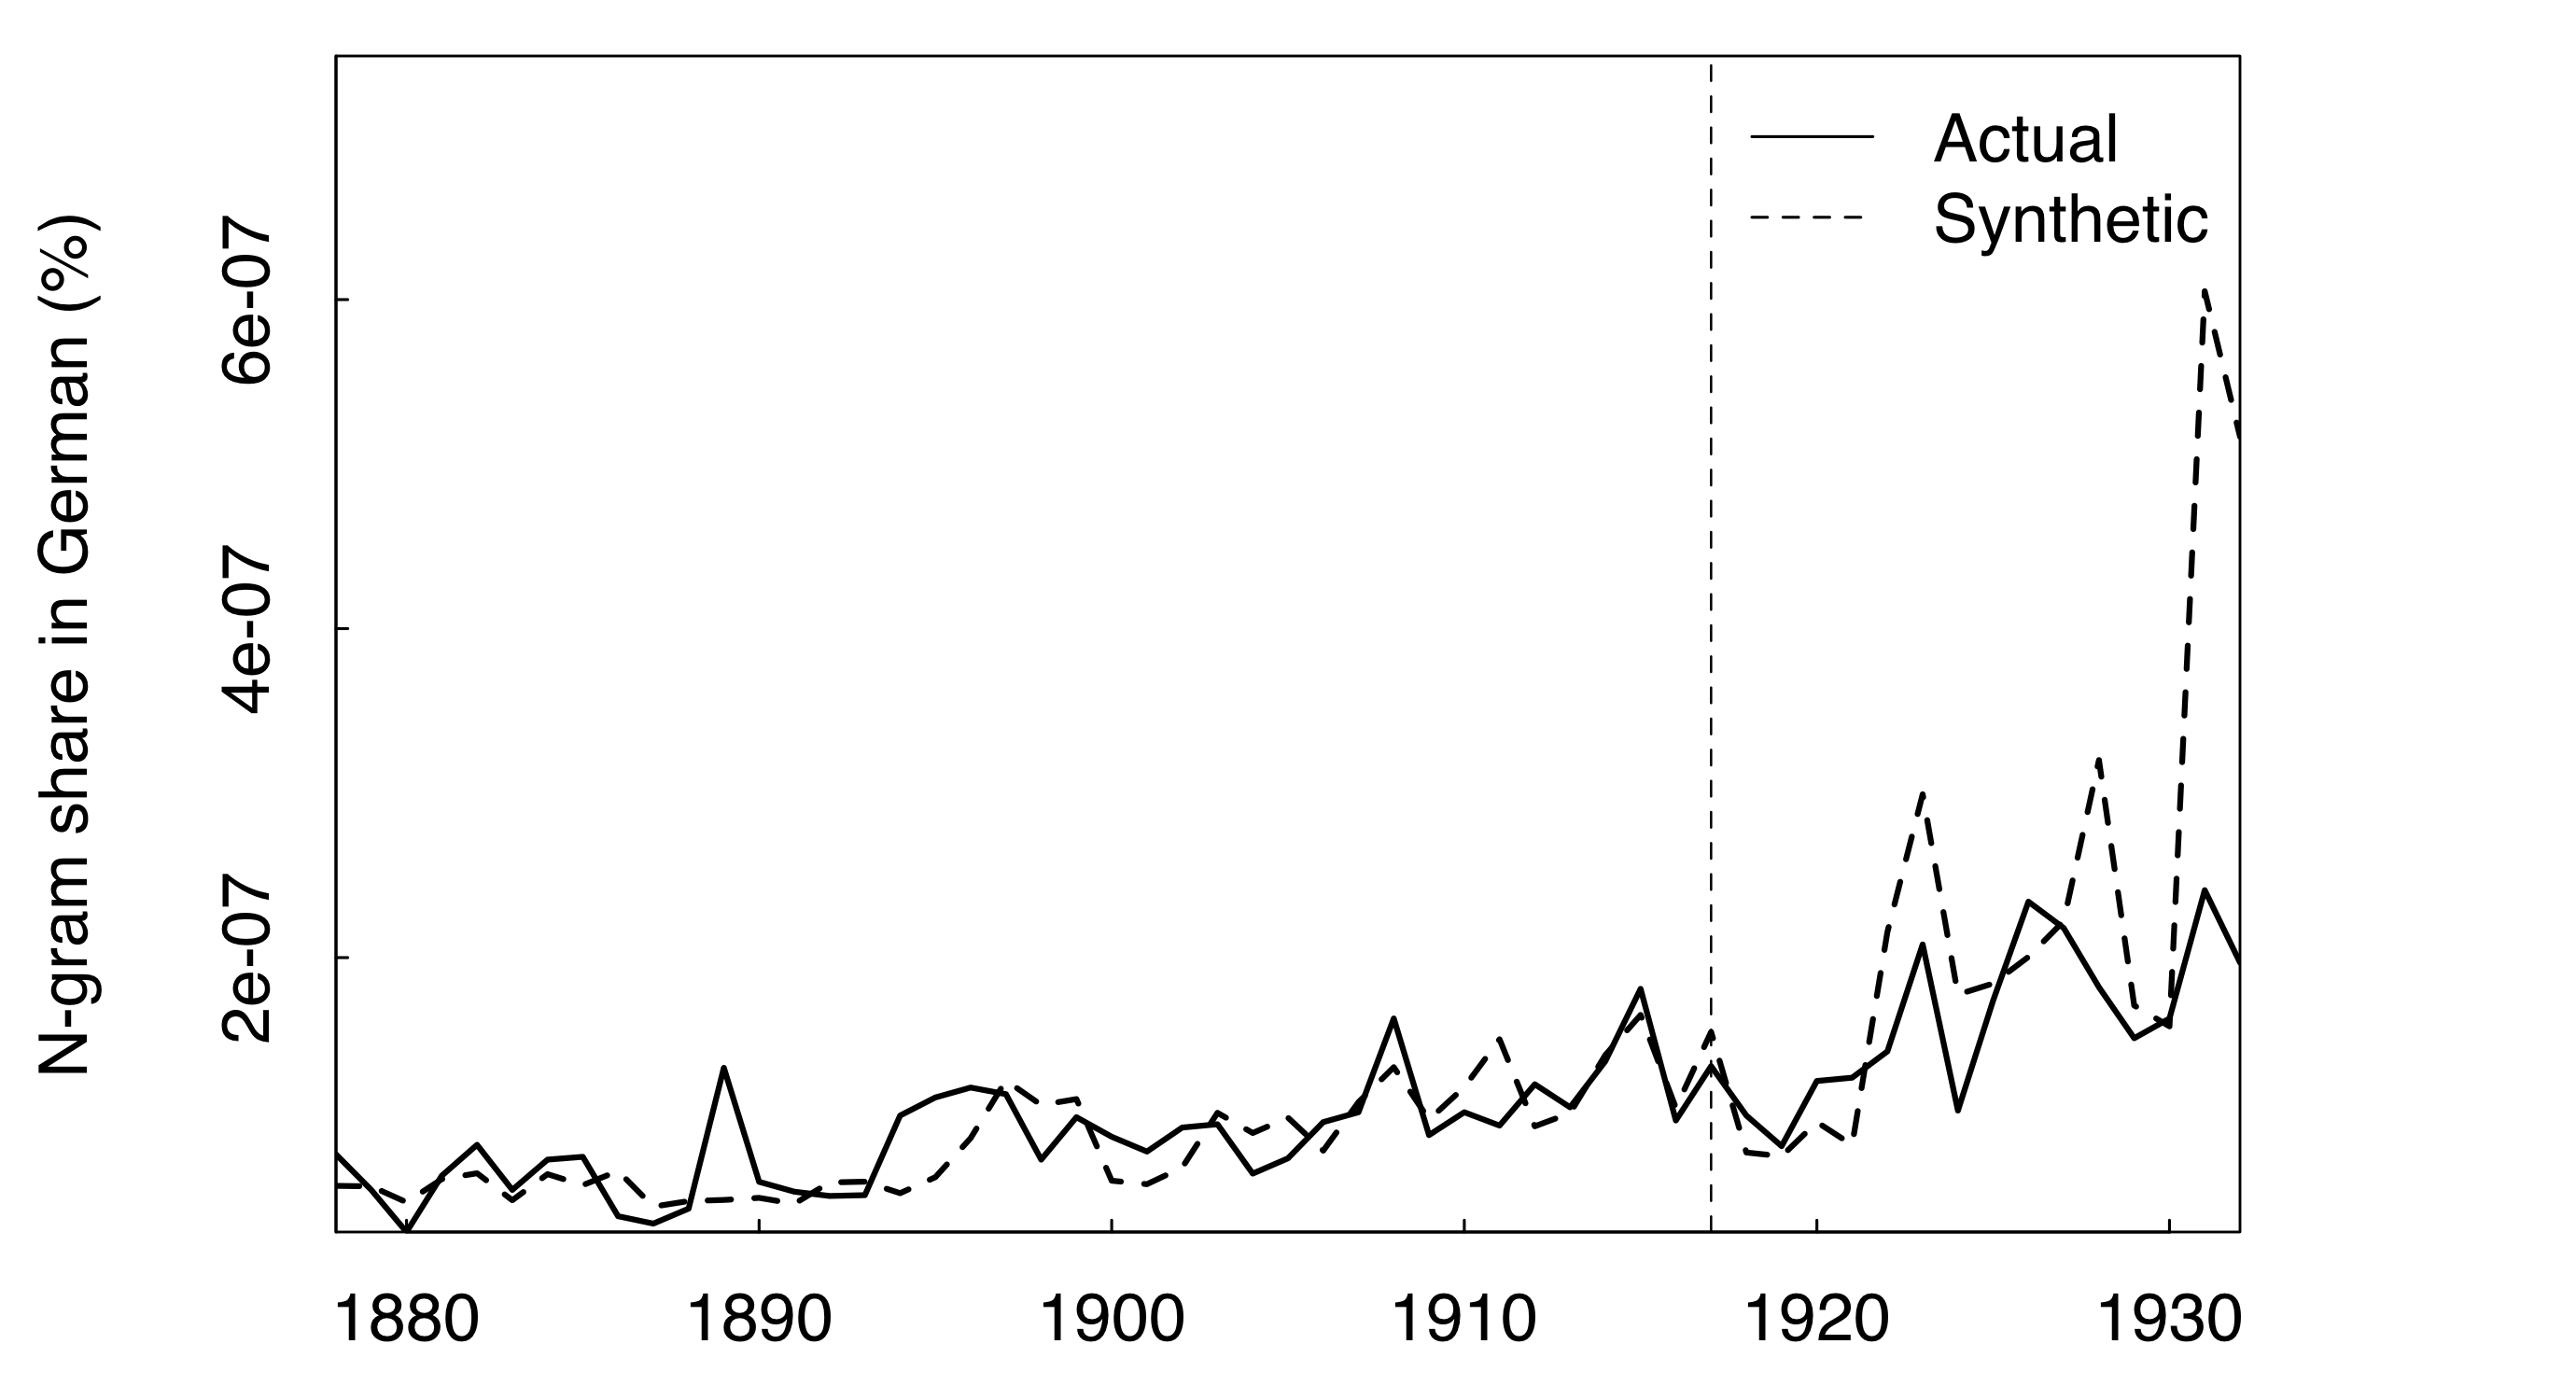 N-gram share in German (%)
6e-07
4e-07
2e-07
Actual
Synthetic
1880 1890 1900 1910 1920 1930